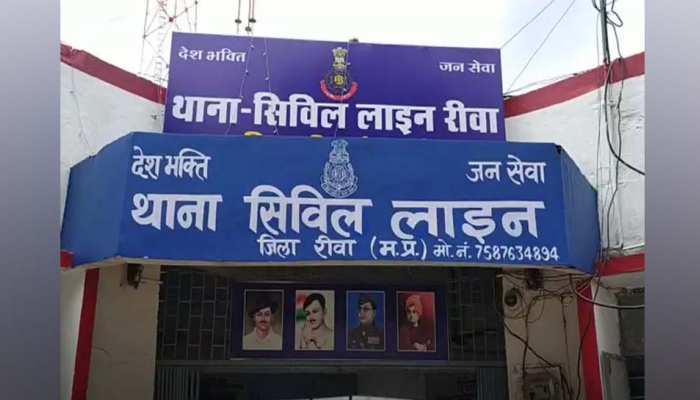 देश भक्ति जन सेवा
थाना-सिविल लाइन रीवा
देश भक्ति जन सेवा
थाना सिविल लाइन
जिला रीवा (म.प्र.) मो.नं. 7587634894